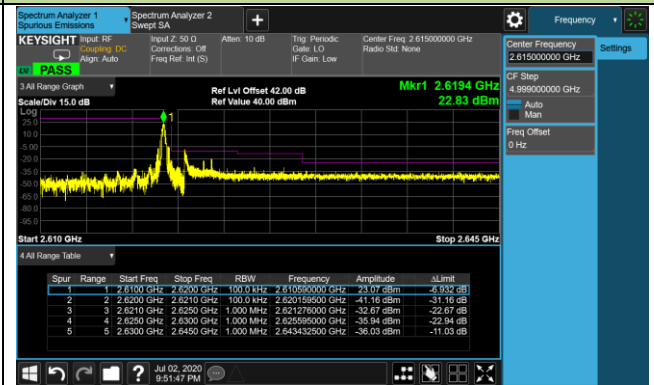 Spectrum Analyzer 1
Spurious Emissions
Spectrum Analyzer 2
Swept SA
+
Frequency
KEYSIGHT
Input: RF
Coupling: DC
Align: Auto
Input Z: 50 Ω
Corrections: Off
Freq Ref: Int (S)
Atten: 10 dB
Trig: Periodic
Gate: LO
IF Gain: Low
Center Freq: 2.615000000 GHz
Radio Std: None
PASS
Center Frequency
2.615000000 GHz
Settings
CF Step
4.999000000 GHz
Auto
Man
Freq Offset
0 Hz
3 All Range Graph
Scale/Div 15.0 dB
Ref Lvl Offset 42.00 dB
Ref Value 40.00 dBm
Mkr1 2.6194 GHz
22.83 dBm
Log
25.0
10.0
-5.00
-20.0
-35.0
-50.0
-65.0
-80.0
-95.0
1
Start 2.610 GHz
Stop 2.645 GHz
4 All Range Table
Spur Range Start Freq Stop Freq RBW Frequency Amplitude ΔLimit
1 1 2.6100 GHz 2.6200 GHz 100.0 kHz 2.610590000 GHz 23.07 dBm -6.932 dB
2 2 2.6200 GHz 2.6210 GHz 100.0 kHz 2.620159500 GHz -41.16 dBm -31.16 dB
3 3 2.6210 GHz 2.6250 GHz 1.000 MHz 2.621276000 GHz -32.67 dBm -22.67 dB
4 4 2.6250 GHz 2.6300 GHz 1.000 MHz 2.625595000 GHz -35.94 dBm -22.94 dB
5 5 2.6300 GHz 2.6450 GHz 1.000 MHz 2.643432500 GHz -36.03 dBm -11.03 dB
?
Jul 02, 2020
9:51:47 PM